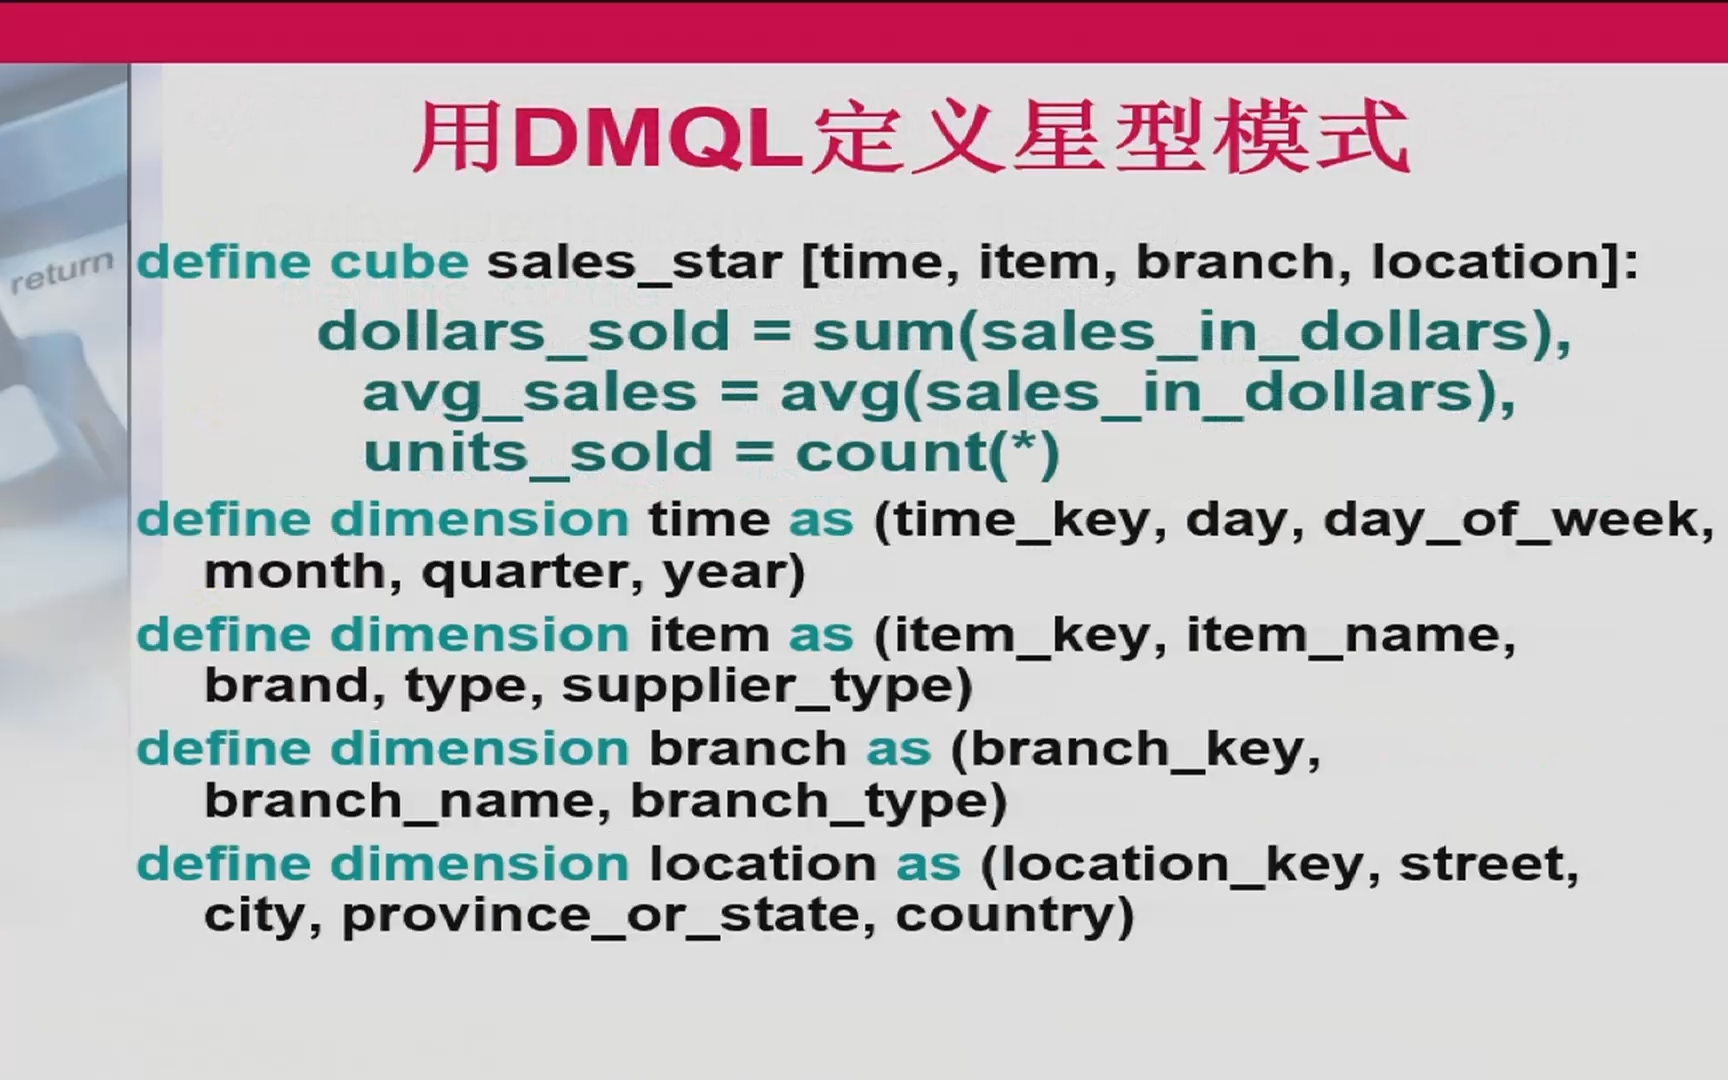 用DMQL定义星型模式
return
define cube sales_star [time, item, branch, location]:
dollars_sold = sum(sales_in_dollars),
avg_sales = avg(sales_in_dollars),
units_sold = count(*)
define dimension time as (time_key, day, day_of_week,
month, quarter, year)
define dimension item as (item_key, item_name,
brand, type, supplier_type)
define dimension branch as (branch_key,
branch_name, branch_type)
define dimension location as (location_key, street,
city, province_or_state, country)